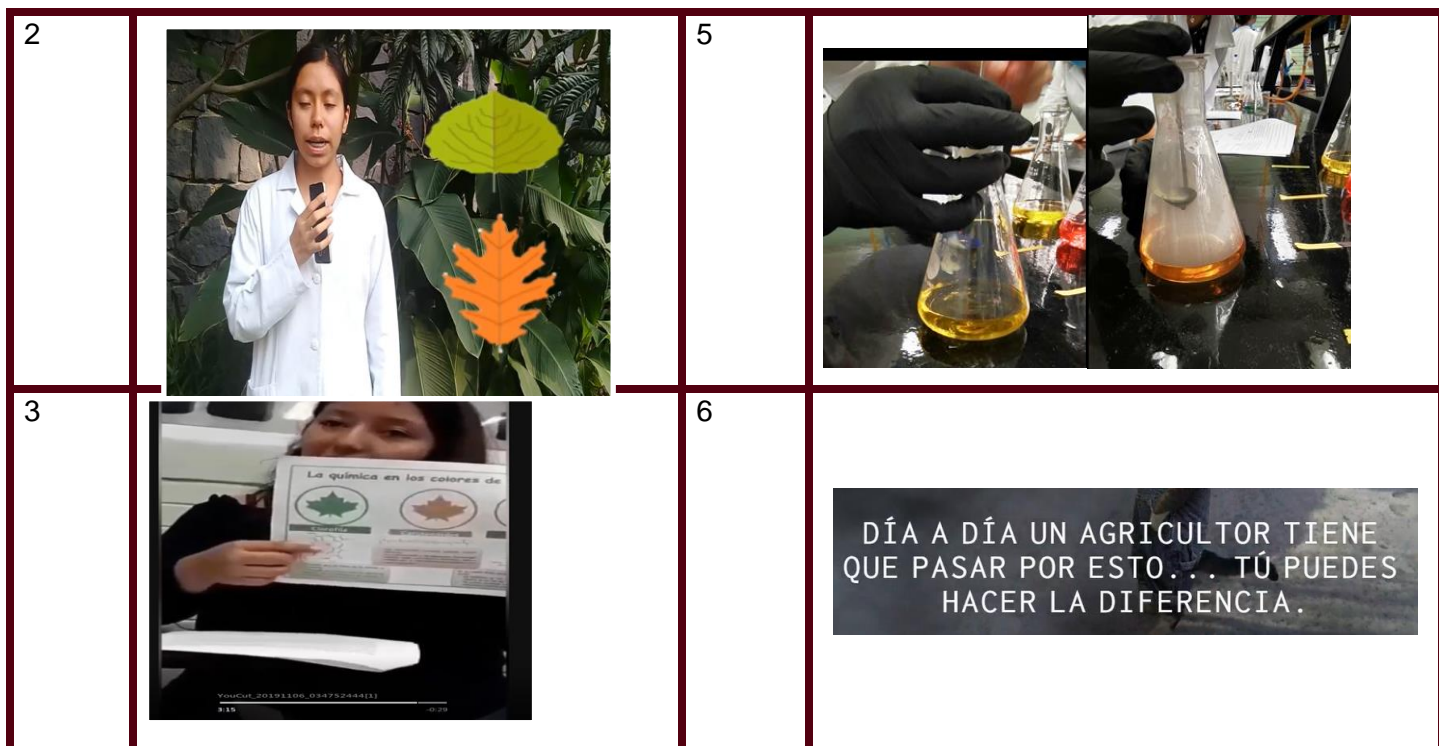 2
5
3
La química en los colores de
Clorofila
YouCut_20191106_034752444[1]
3:15
-0:29
6
DÍA A DÍA UN AGRICULTOR TIENE
QUE PASAR POR ESTO... TÚ PUEDES
HACER LA DIFERENCIA.